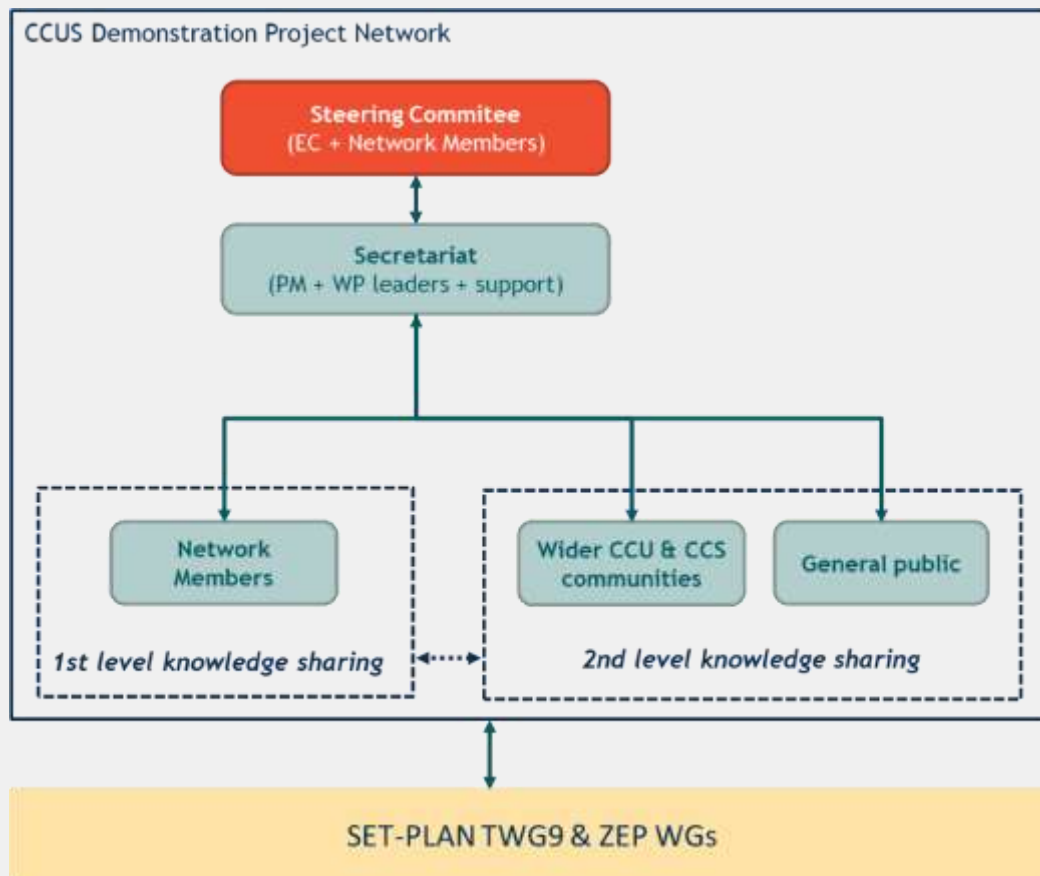 CCUS Demonstration Project Network
Steering Commitee
(EC + Network Members)
Secretariat
(PM + WP leaders + support)
Network
Members
Wider CCU & CCS
communities
General public
1st level knowledge sharing
2nd level knowledge sharing
SET-PLAN TWG9 & ZEP WGs